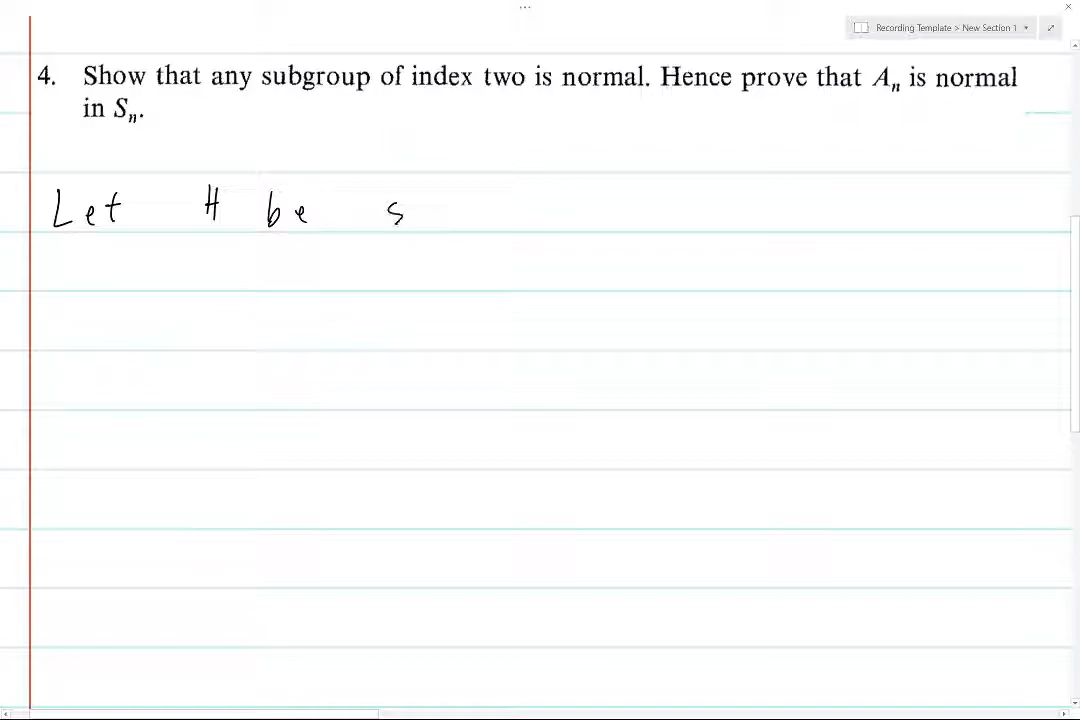 Recording Template > New Section 1
4. Show that any subgroup of index two is normal. Hence prove that Aₙ is normal
in Sₙ.
Let H be s